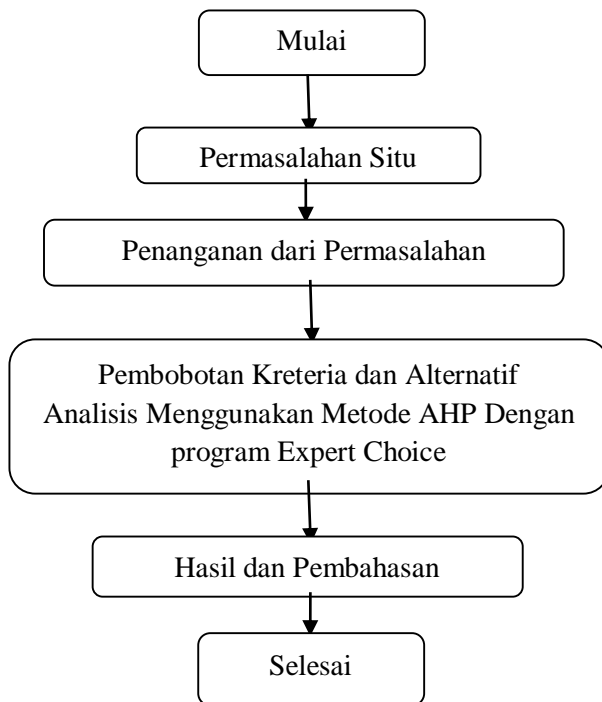 Mulai
Permasalahan Situ
Penanganan dari Permasalahan
Pembobotan Kreteria dan Alternatif
Analisis Menggunakan Metode AHP Dengan
program Expert Choice
Hasil dan Pembahasan
Selesai